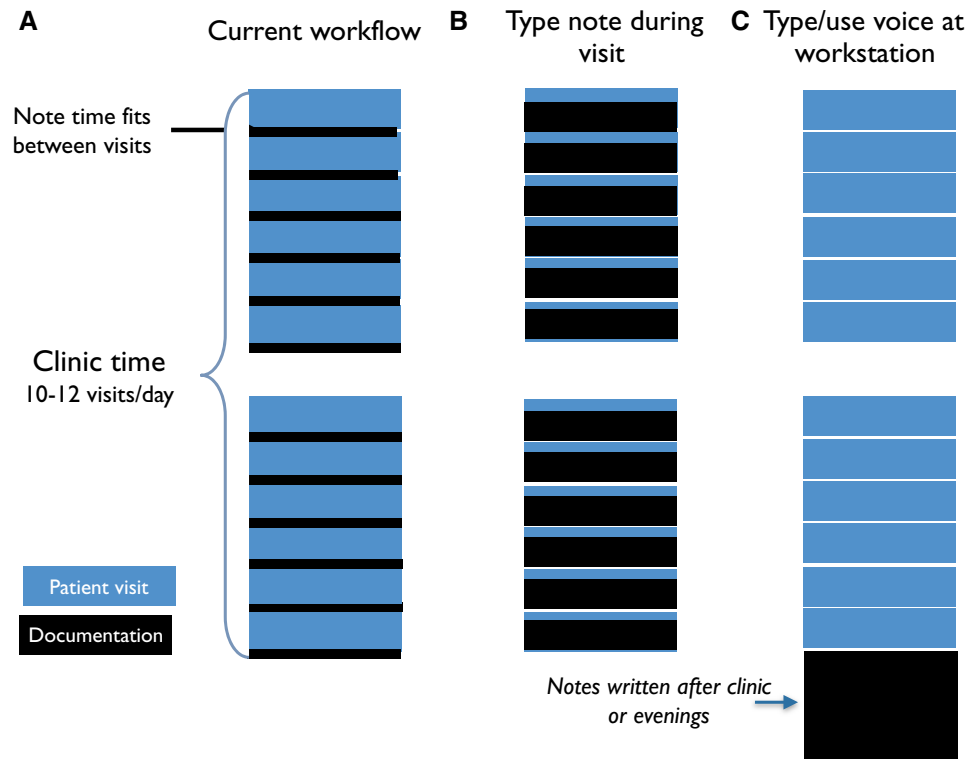 A
Current workflow
B
Type note during
visit
C
Type/use voice at
workstation
Note time fits
between visits
Clinic time
10-12 visits/day
Patient visit
Documentation
Notes written after clinic
or evenings